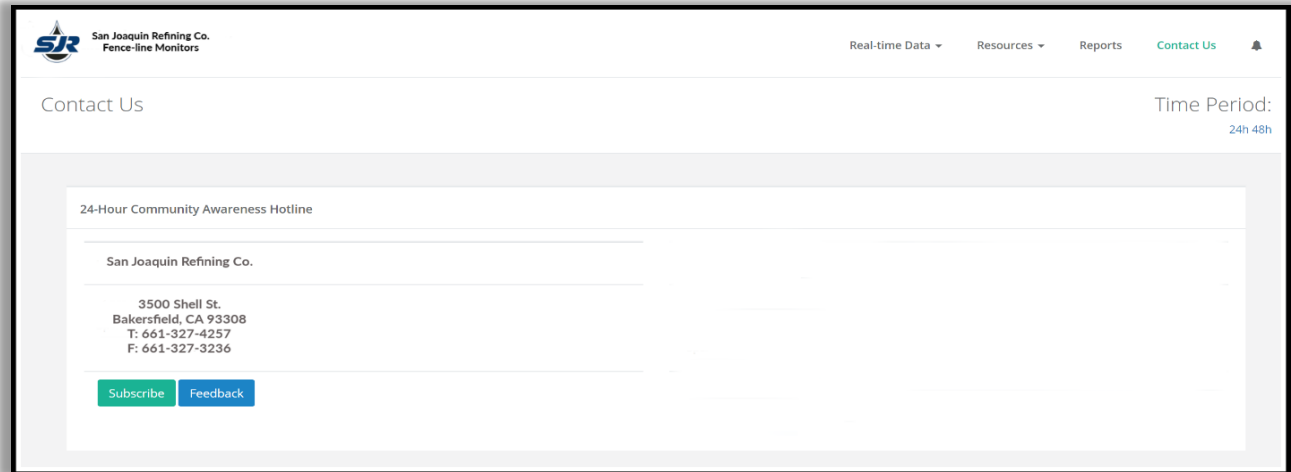 SJR
San Joaquin Refining Co.
Fence-line Monitors
Real-time Data
Resources
Reports
Contact Us
Contact Us
Time Period:
24h 48h
24-Hour Community Awareness Hotline
San Joaquin Refining Co.
3500 Shell St.
Bakersfield, CA 93308
T: 661-327-4257
F: 661-327-3236
Subscribe
Feedback